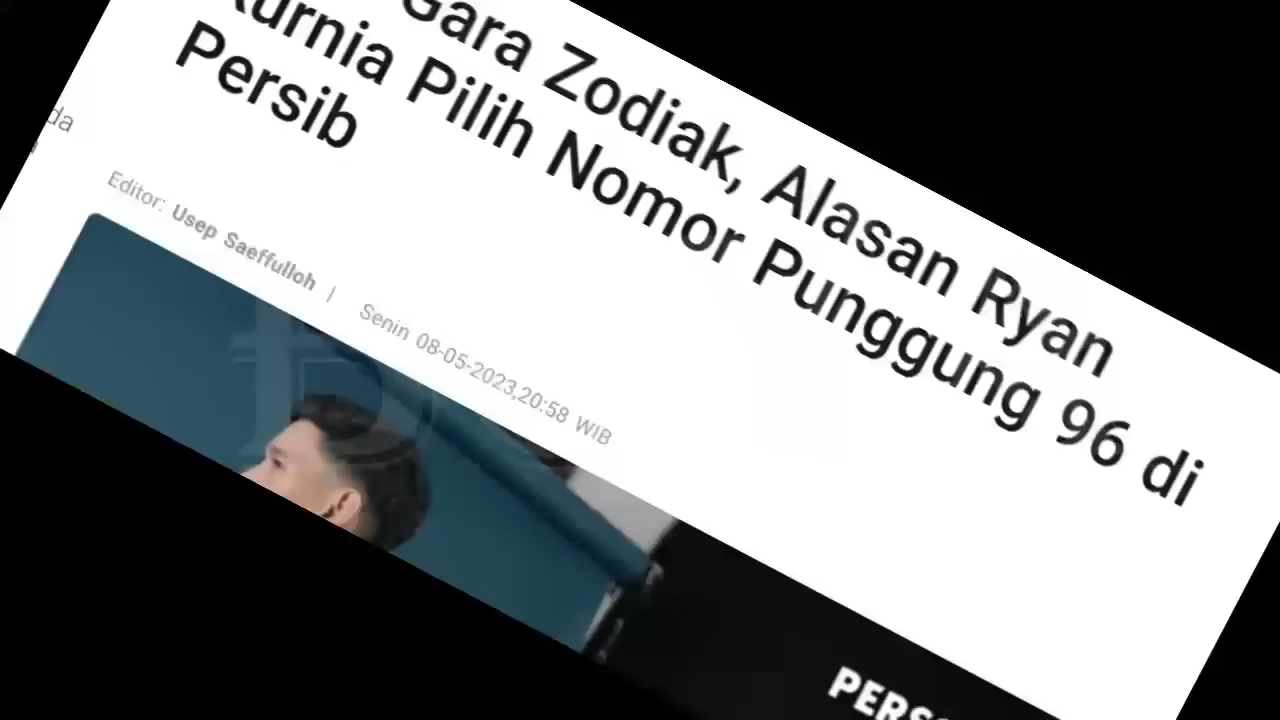 Gara Zodiak, Alasan Ryan
Kurnia Pilih Nomor Punggung 96 di
Persib
da
Editor: Usep Saeffulloh | Senin 08-05-2023,20:58 WIB